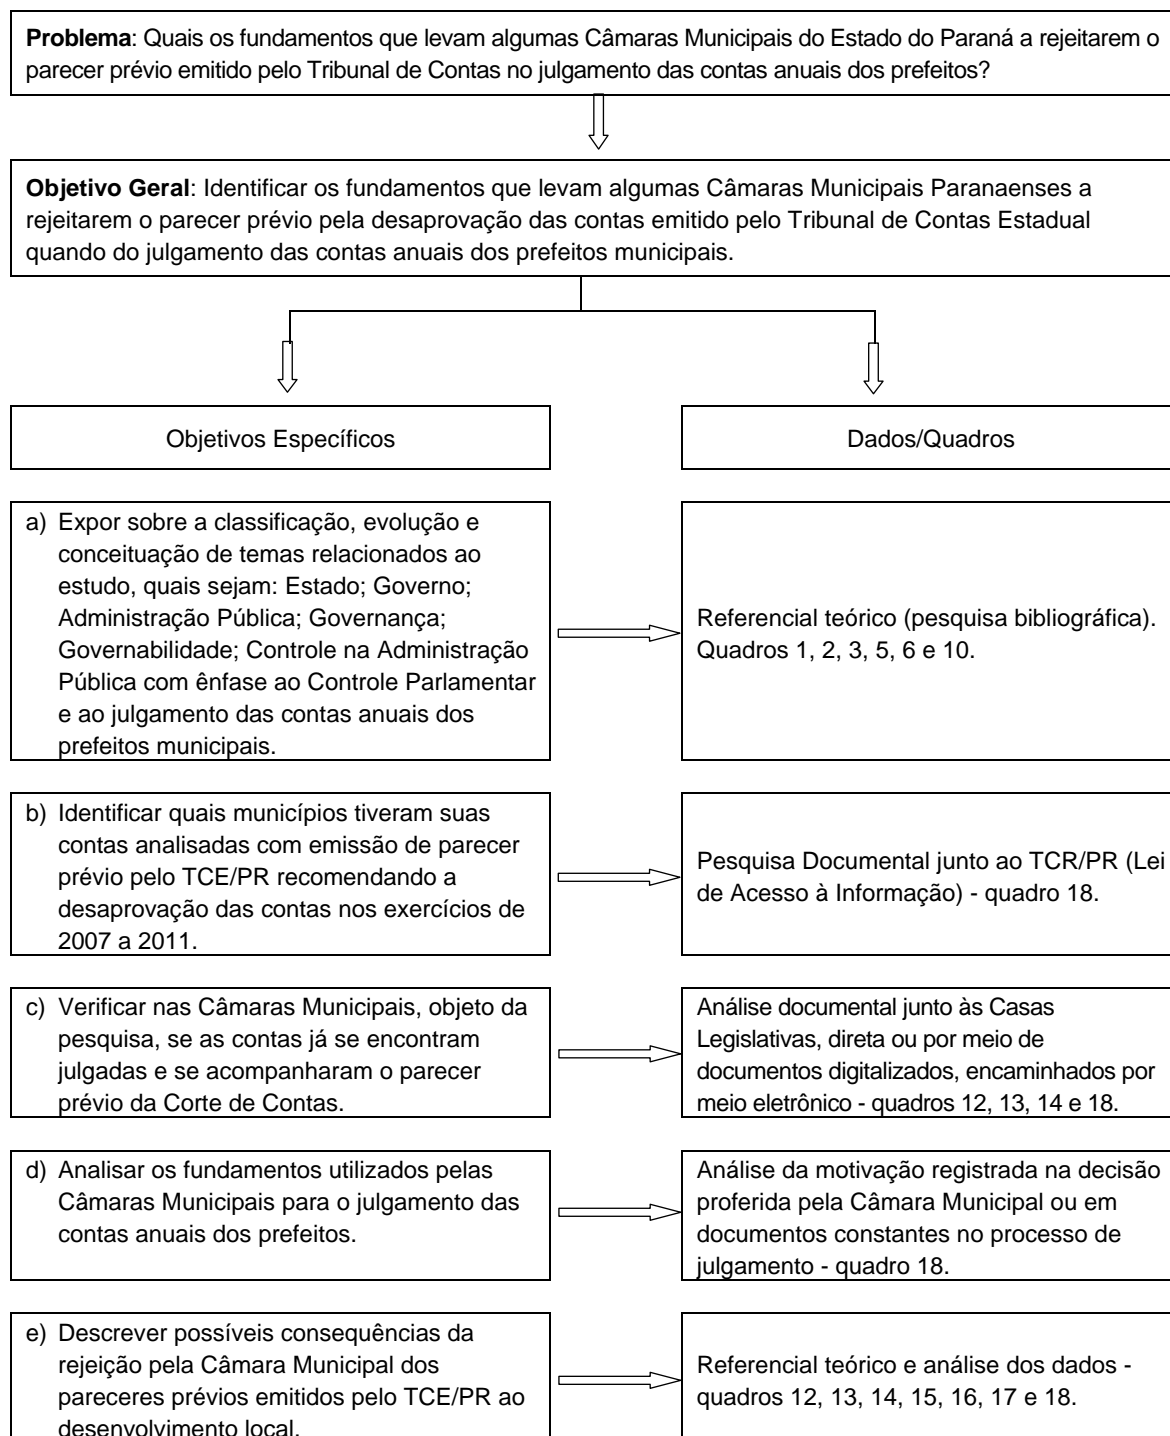 Problema: Quais os fundamentos que levam algumas Câmaras Municipais do Estado do Paraná a rejeitarem o
parecer prévio emitido pelo Tribunal de Contas no julgamento das contas anuais dos prefeitos?
Objetivo Geral: Identificar os fundamentos que levam algumas Câmaras Municipais Paranaenses a
rejeitarem o parecer prévio pela desaprovação das contas emitido pelo Tribunal de Contas Estadual
quando do julgamento das contas anuais dos prefeitos municipais.
Objetivos Específicos
Dados/Quadros
a) Expor sobre a classificação, evolução e
conceituação de temas relacionados ao
estudo, quais sejam: Estado; Governo;
Administração Pública; Governança;
Governabilidade; Controle na Administração
Pública com ênfase ao Controle Parlamentar
e ao julgamento das contas anuais dos
prefeitos municipais.
Referencial teórico (pesquisa bibliográfica).
Quadros 1, 2, 3, 5, 6 e 10.
b) Identificar quais municípios tiveram suas
contas analisadas com emissão de parecer
prévio pelo TCE/PR recomendando a
desaprovação das contas nos exercícios de
2007 a 2011.
Pesquisa Documental junto ao TCR/PR (Lei
de Acesso à Informação) - quadro 18.
c) Verificar nas Câmaras Municipais, objeto da
pesquisa, se as contas já se encontram
julgadas e se acompanharam o parecer
prévio da Corte de Contas.
Análise documental junto às Casas
Legislativas, direta ou por meio de
documentos digitalizados, encaminhados por
meio eletrônico - quadros 12, 13, 14 e 18.
d) Analisar os fundamentos utilizados pelas
Câmaras Municipais para o julgamento das
contas anuais dos prefeitos.
Análise da motivação registrada na decisão
proferida pela Câmara Municipal ou em
documentos constantes no processo de
julgamento - quadro 18.
e) Descrever possíveis consequências da
rejeição pela Câmara Municipal dos
pareceres prévios emitidos pelo TCE/PR ao
desenvolvimento local.
Referencial teórico e análise dos dados -
quadros 12, 13, 14, 15, 16, 17 e 18.